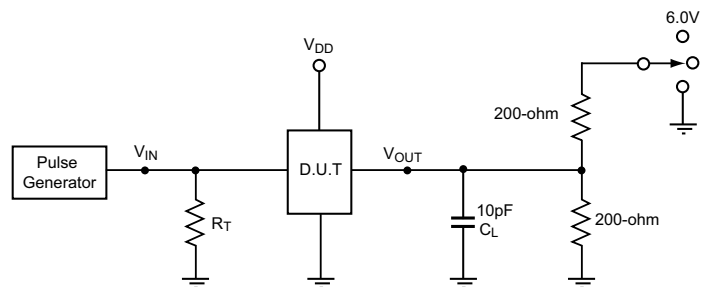 6.0V
VDD
200-ohm
Pulse
Generator
VIN
D.U.T
VOUT
RT
10pF
CL
200-ohm